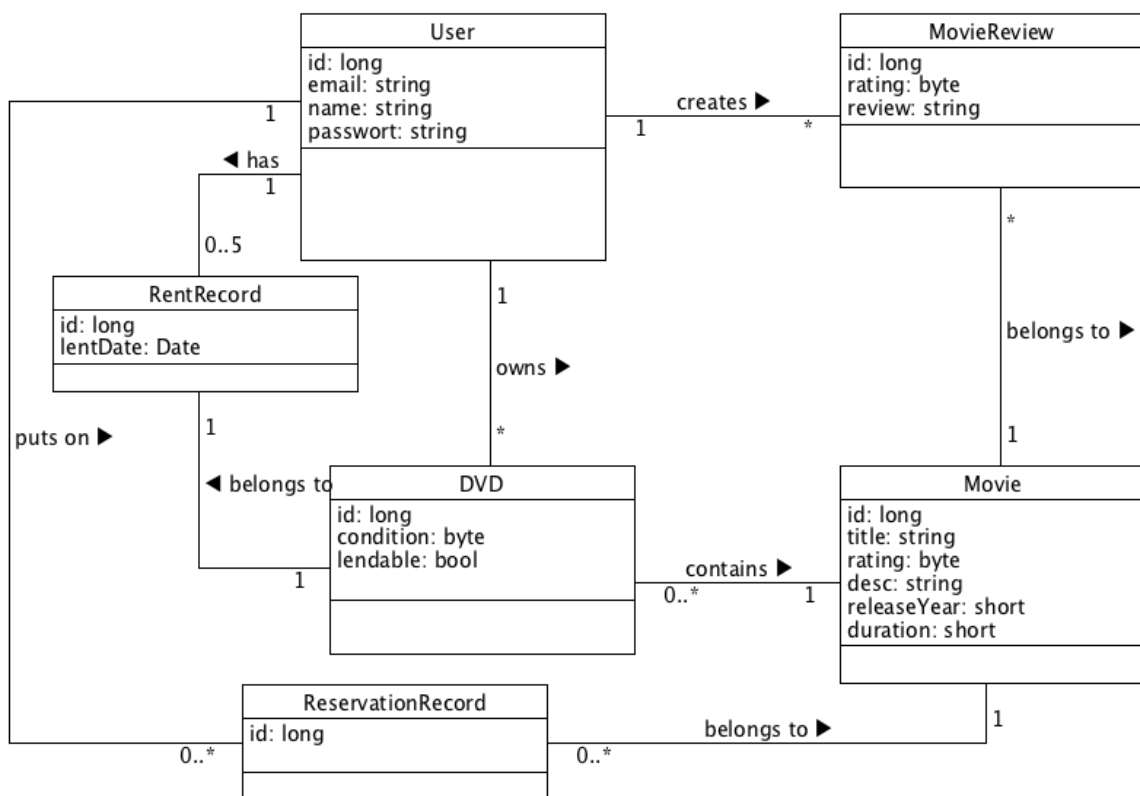 User
id: long
email: string
name: string
passwort: string
MovieReview
id: long
rating: byte
review: string
creates ▶
1
*
1
◀ has
1
0..5
RentRecord
id: long
lentDate: Date
1
owns ▶
*
*
belongs to ▶
1
puts on ▶
1
◀ belongs to
1
DVD
id: long
condition: byte
lendable: bool
contains ▶
0..*
1
Movie
id: long
title: string
rating: byte
desc: string
releaseYear: short
duration: short
ReservationRecord
id: long
0..*
0..*
belongs to ▶
1